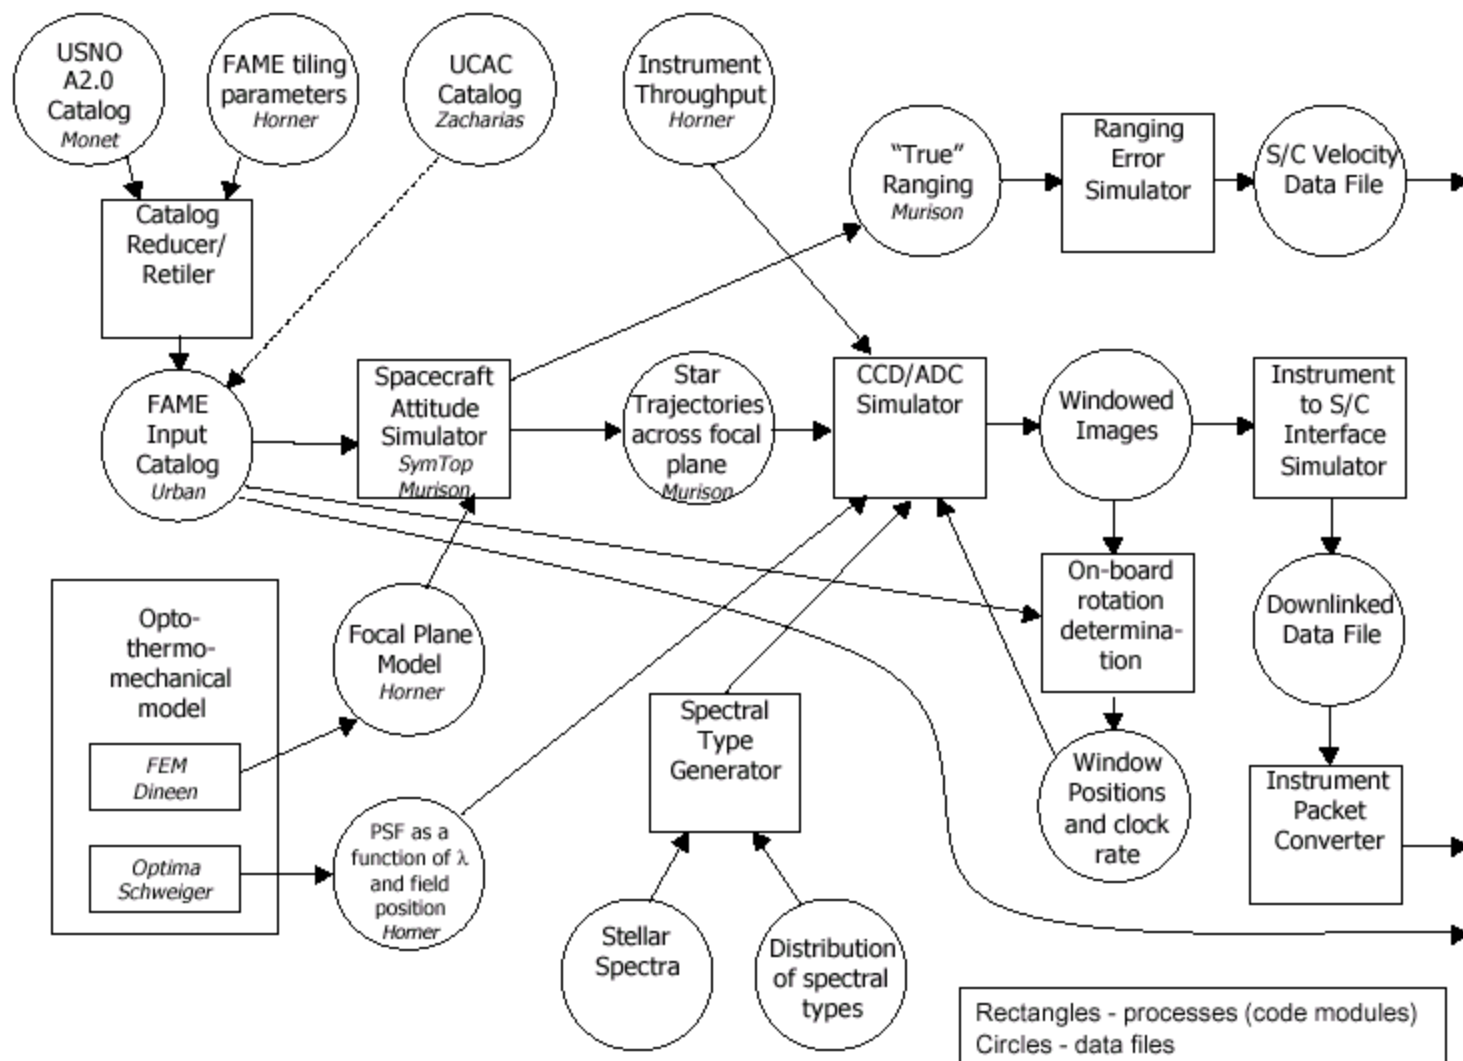 USNO
A2.0
Catalog
Monet
FAME tiling
parameters
Horner
UCAC
Catalog
Zacharias
Instrument
Throughput
Horner
"True"
Ranging
Murison
Ranging
Error
Simulator
S/C Velocity
Data File
Catalog
Reducer/
Retiler
FAME
Input
Catalog
Urban
Spacecraft
Attitude
Simulator
SymTop
Murison
Star
Trajectories
across focal
plane
Murison
CCD/ADC
Simulator
Windowed
Images
Instrument
to S/C
Interface
Simulator
Opto-
thermo-
mechanical
model
FEM
Dineen
Optima
Schweiger
Focal Plane
Model
Horner
PSF as a
function of λ
and field
position
Horner
Spectral
Type
Generator
Stellar
Spectra
Distribution
of spectral
types
On-board
rotation
determina-
tion
Window
Positions
and clock
rate
Downlinked
Data File
Instrument
Packet
Converter
Rectangles - processes (code modules)
Circles - data files